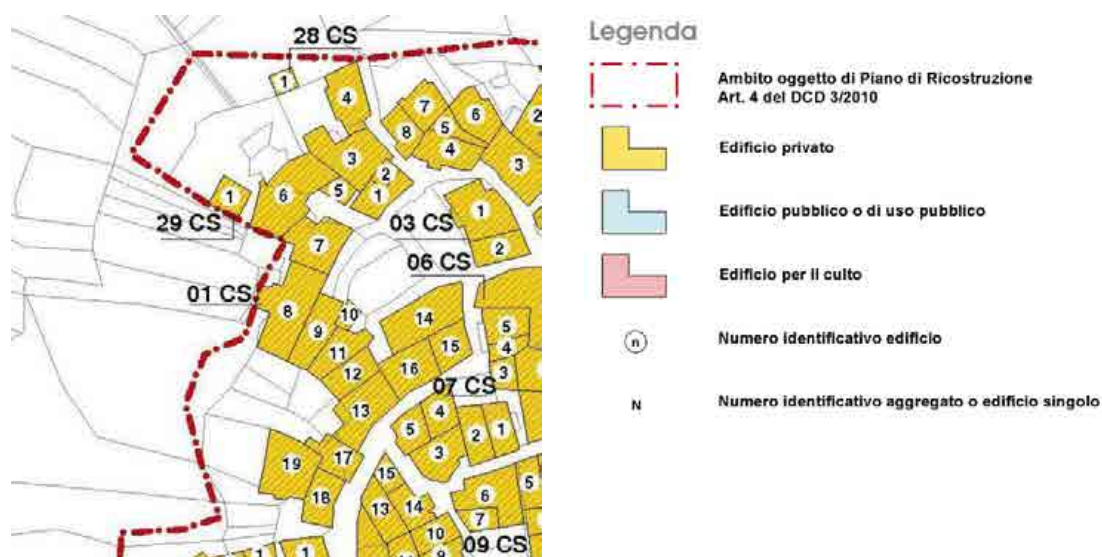 28 CS
1
4
7
6
2
8
5
4
3
3
2
5
1
1
6
1
29 CS
03 CS
2
7
06 CS
01 CS
8
10
14
5
9
11
15
4
12
16
3
07 CS
13
4
5
2
1
3
17
19
15
5
18
13
14
6
7
10
09 CS
9
1
1
Legenda
Ambito oggetto di Piano di Ricostruzione
Art. 4 del DCD 3/2010
Edificio privato
Edificio pubblico o di uso pubblico
Edificio per il culto
n
Numero identificativo edificio
N
Numero identificativo aggregato o edificio singolo